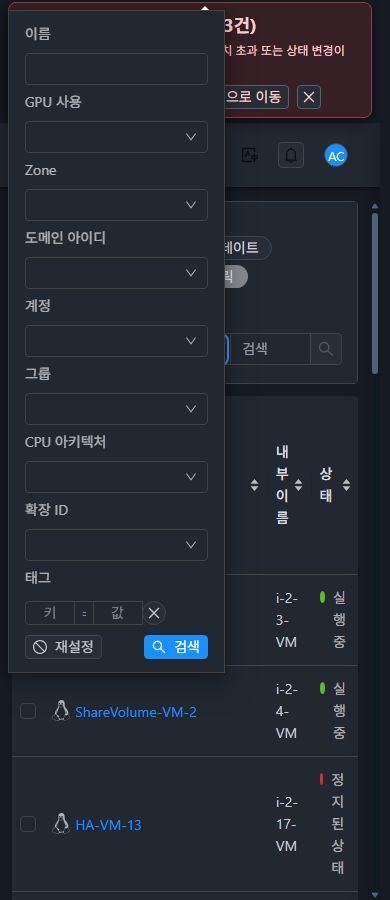 이름
3건)
GPU 사용
치 초과 또는 상태 변경이
으로 이동
Zone
AC
도메인 아이디
데이트
릭
계정
검색
그룹
CPU 아키텍처
내부이름
상태
확장 ID
태그
키 = 값
재설정 검색
i-2-3-VM
실행중
ShareVolume-VM-2
i-2-4-VM
실행중
HA-VM-13
i-2-17-VM
정지된상태